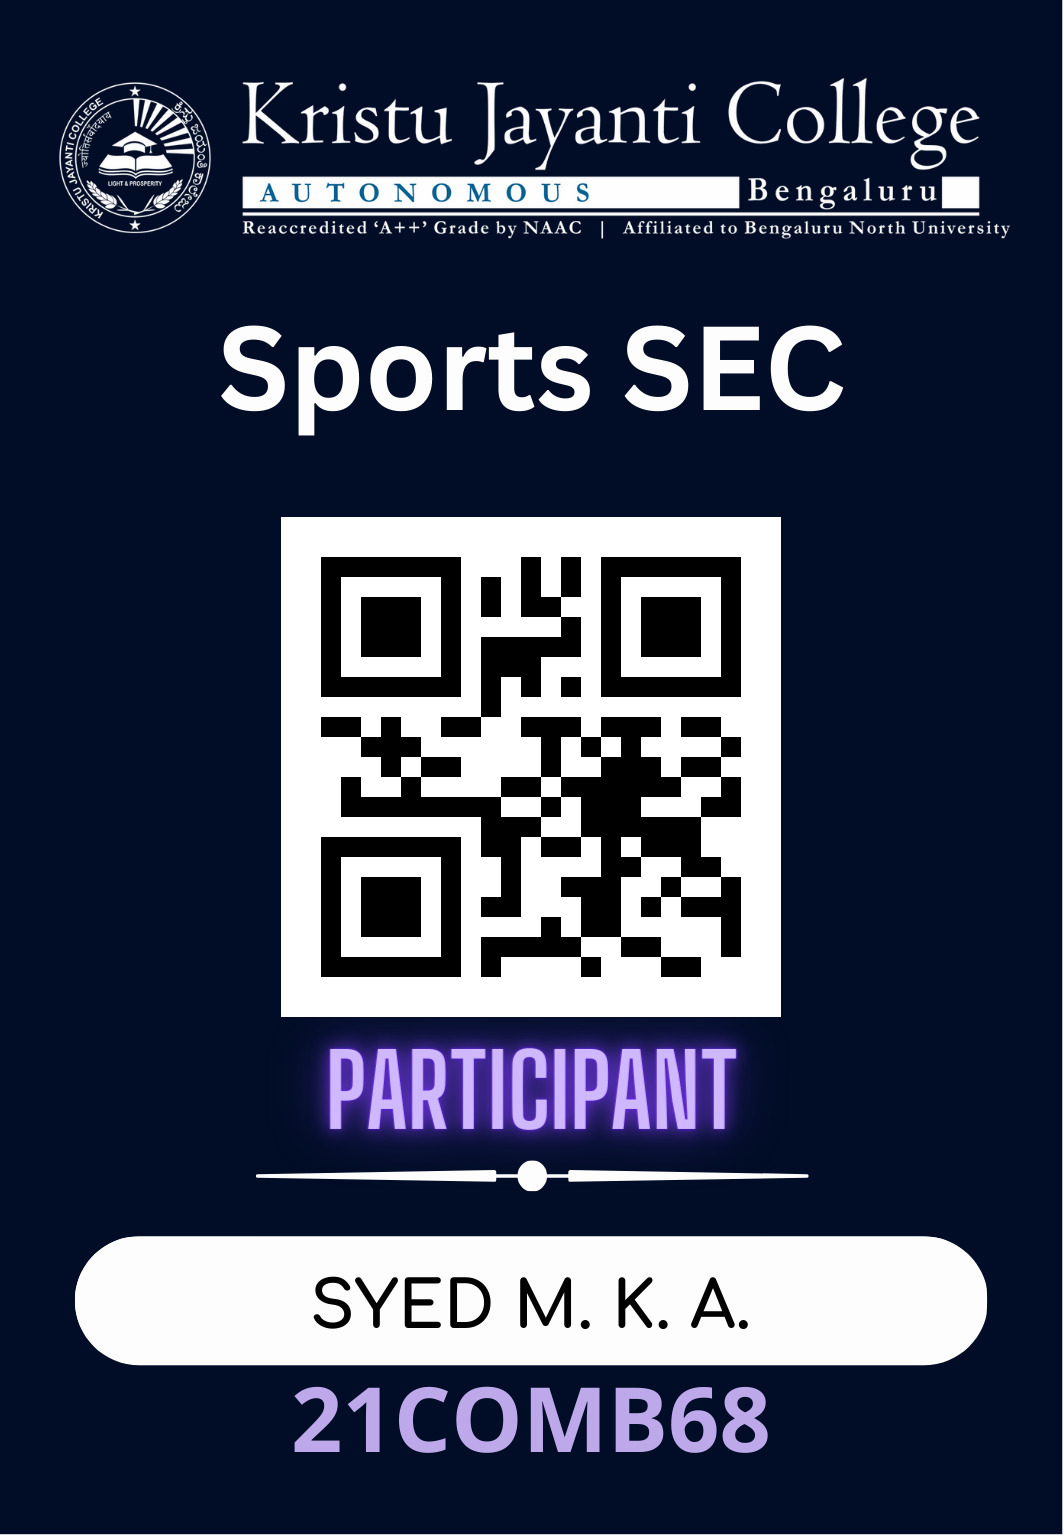 KRISTU JAYANTI COLLEGE
ಕ್ರಿಸ್ತು ಜಯಂತಿ ಕಾಲೇಜು
LIGHT & PROSPERITY
Kristu Jayanti College
AUTONOMOUS Bengaluru
Reaccredited ‘A++’ Grade by NAAC | Affiliated to Bengaluru North University
Sports SEC
PARTICIPANT
SYED M. K. A.
21COMB68